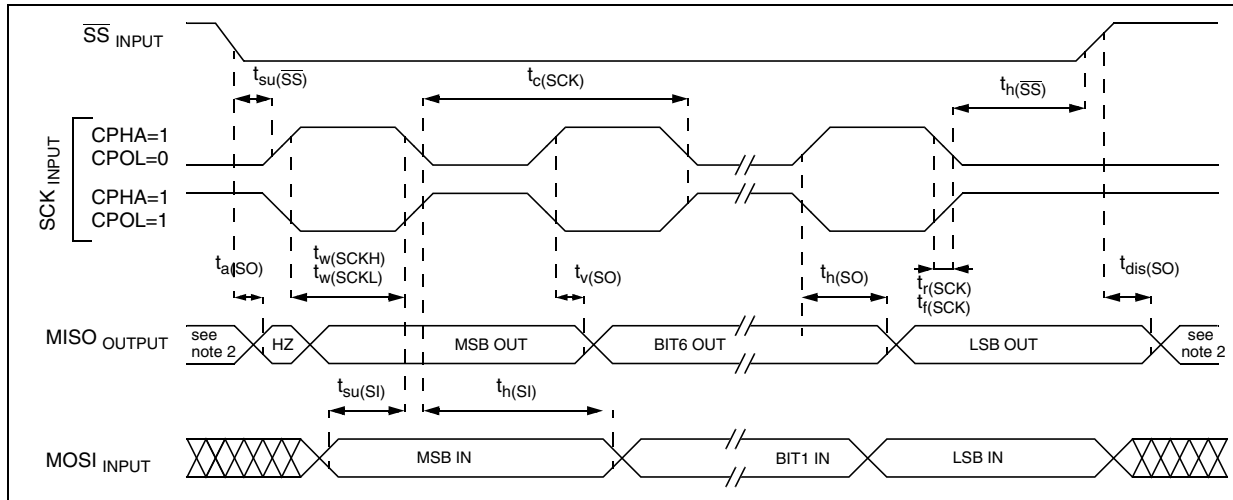 SS INPUT
tsu(SS)
tc(SCK)
th(SS)
SCK INPUT
CPHA=1
CPOL=0
CPHA=1
CPOL=1
ta(SO)
tw(SCKH)
tw(SCKL)
tv(SO)
th(SO)
tr(SCK)
tf(SCK)
tdis(SO)
MISO OUTPUT
see
note 2
HZ
MSB OUT
BIT6 OUT
LSB OUT
see
note 2
tsu(SI)
th(SI)
MOSI INPUT
MSB IN
BIT1 IN
LSB IN